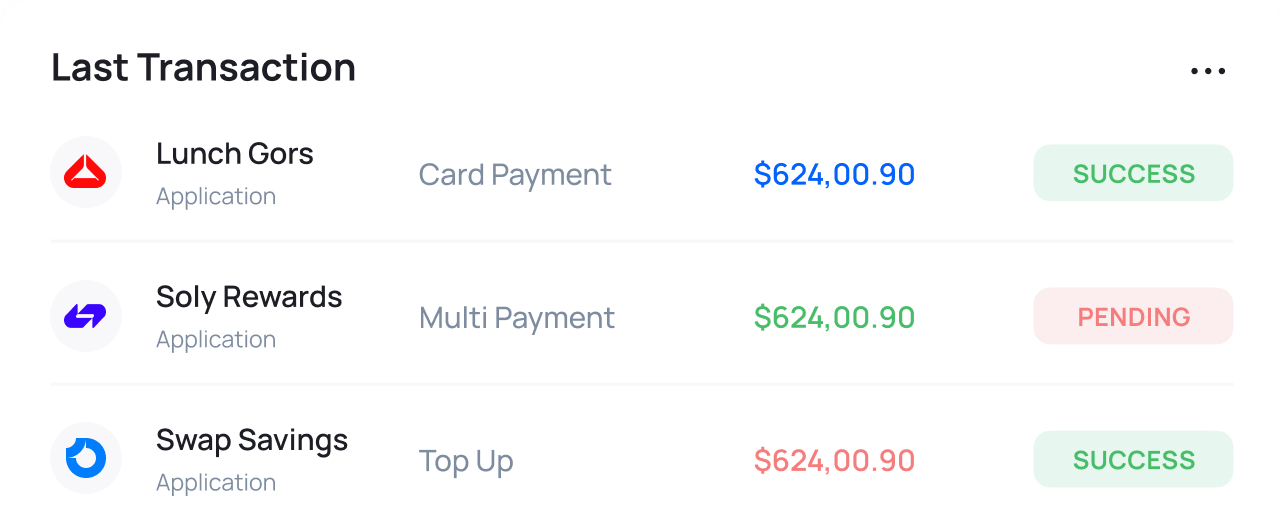 Last Transaction
Lunch Gors
Application
Card Payment
$624,00.90
SUCCESS
Soly Rewards
Application
Multi Payment
$624,00.90
PENDING
Swap Savings
Application
Top Up
$624,00.90
SUCCESS